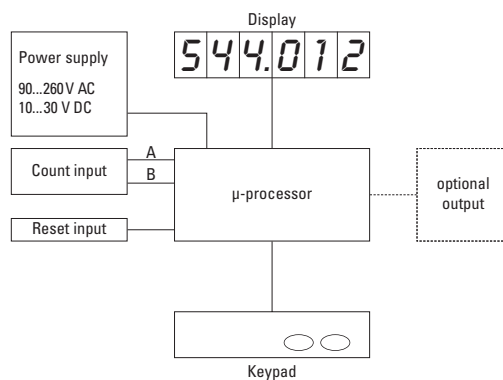 Display
544.012
Power supply
90...260 V AC
10...30 V DC
Count input
A
B
Reset input
µ-processor
optional
output
Keypad